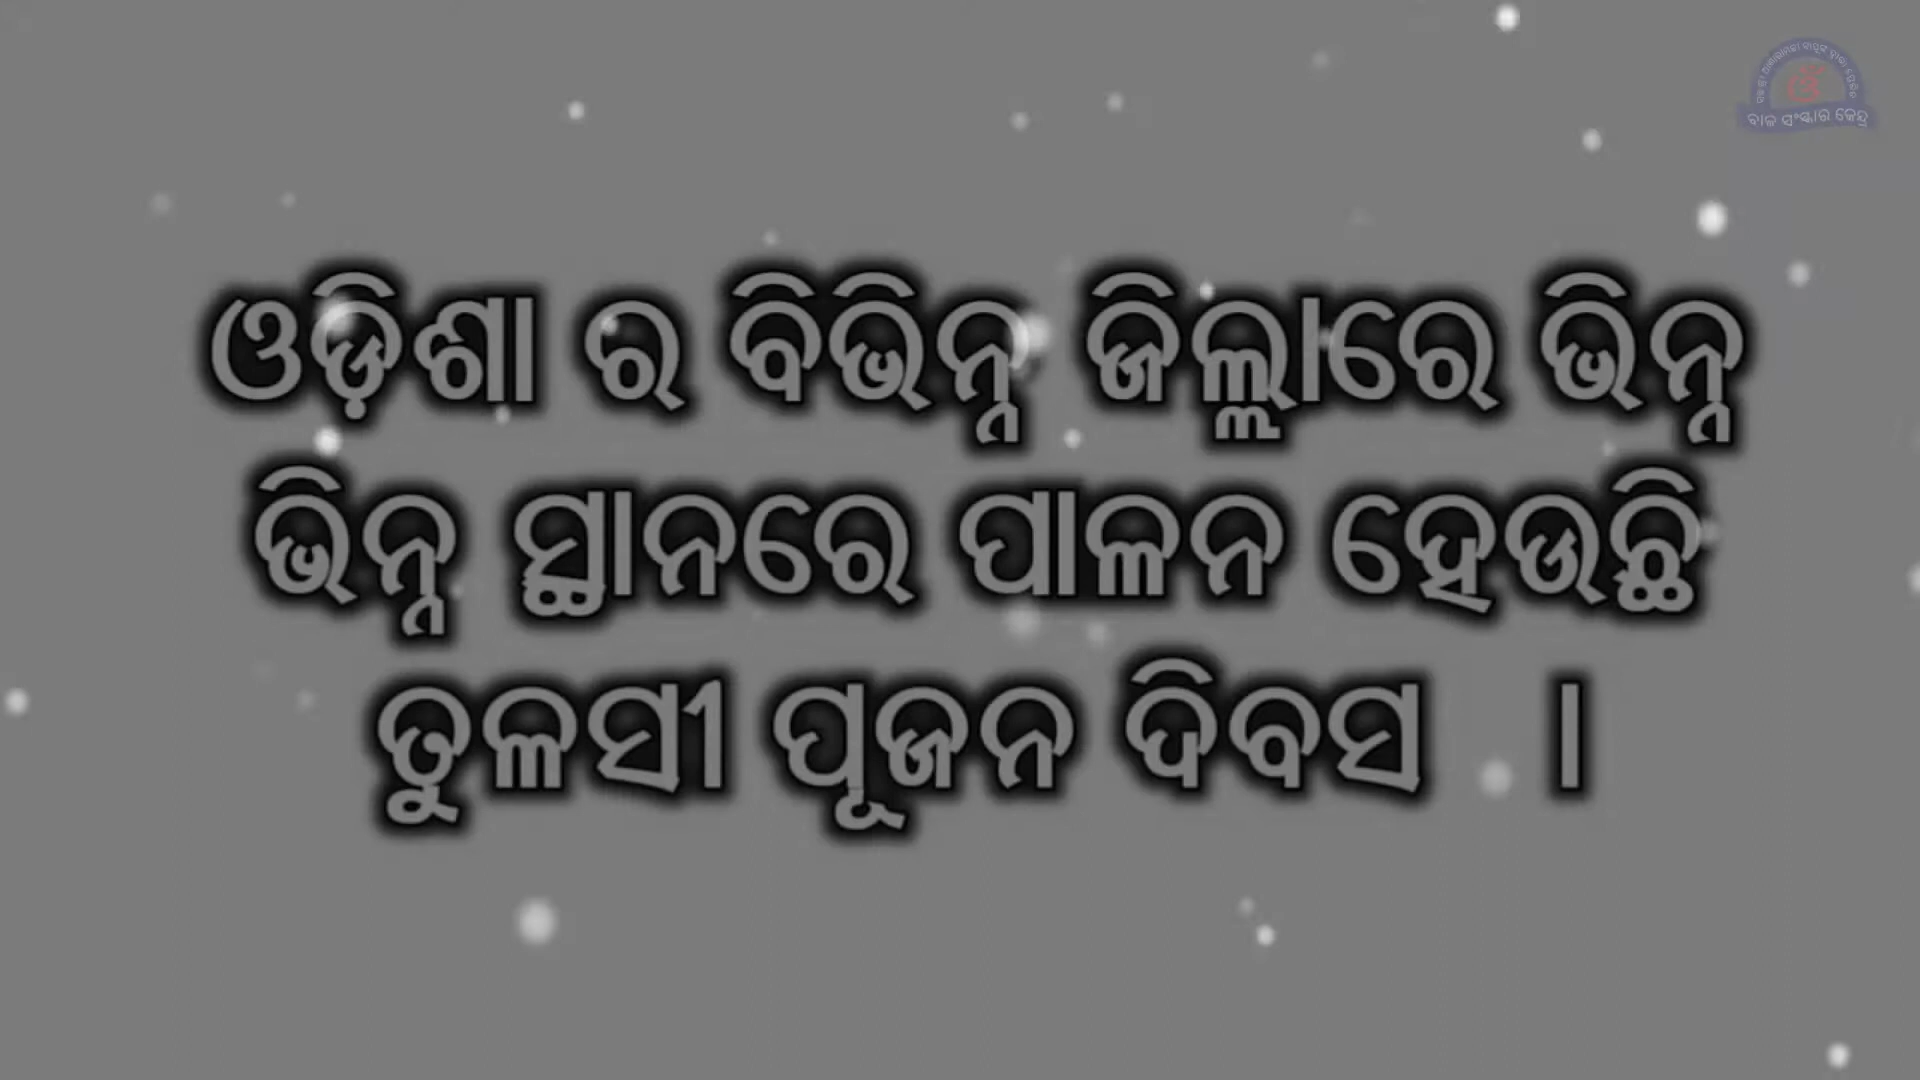 ବାଳ ସଂସ୍କାର କେନ୍ଦ୍ର
ଓଡ଼ିଶା ର ବିଭିନ୍ନ ଜିଲ୍ଲାରେ ଭିନ୍ନ
ଭିନ୍ନ ସ୍ଥାନରେ ପାଳନ ହେଉଛି
ତୁଳସୀ ପୂଜନ ଦିବସ ।